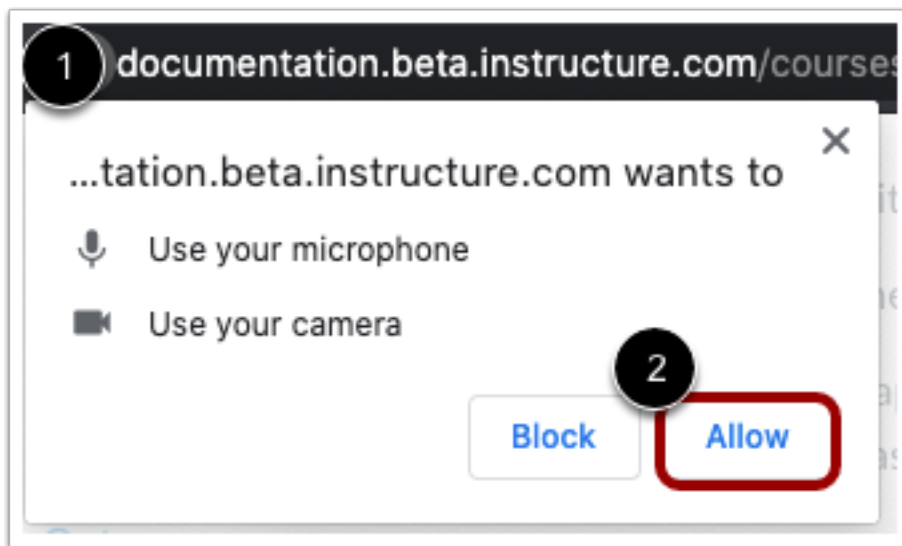 1 documentation.beta.instructure.com/courses
...tation.beta.instructure.com wants to
Use your microphone
Use your camera
2
Block Allow